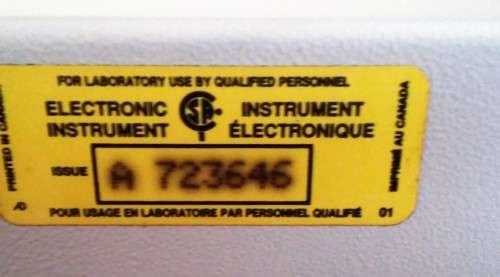 FOR LABORATORY USE BY QUALIFIED PERSONNEL
ELECTRONIC INSTRUMENT
INSTRUMENT ÉLECTRONIQUE
ISSUE A 723646
POUR USAGE EN LABORATOIRE PAR PERSONNEL QUALIFIÉ 01
PRINTED IN CANADA
IMPRIMÉ AU CANADA